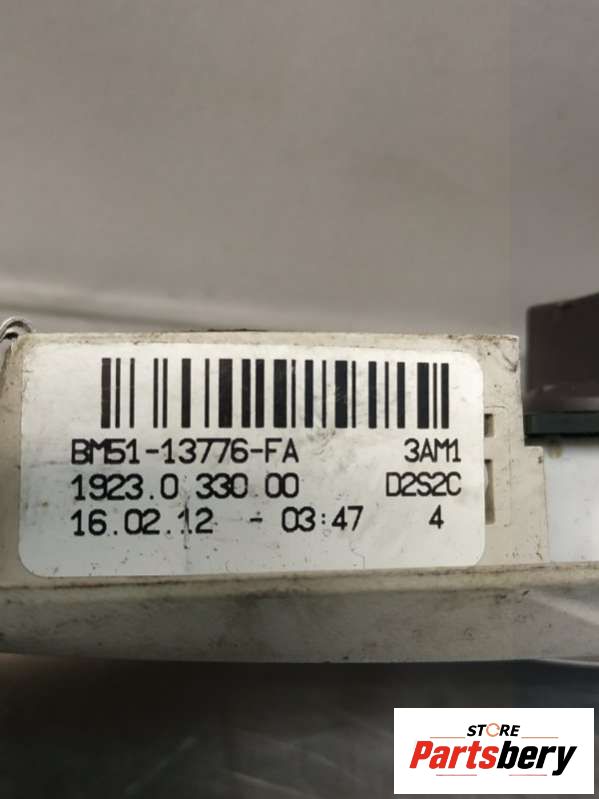 BM51-13776-FA 3AM1
1923.0 330 00 D2S2C
16.02.12 - 03:47 4
STORE
Partsbery